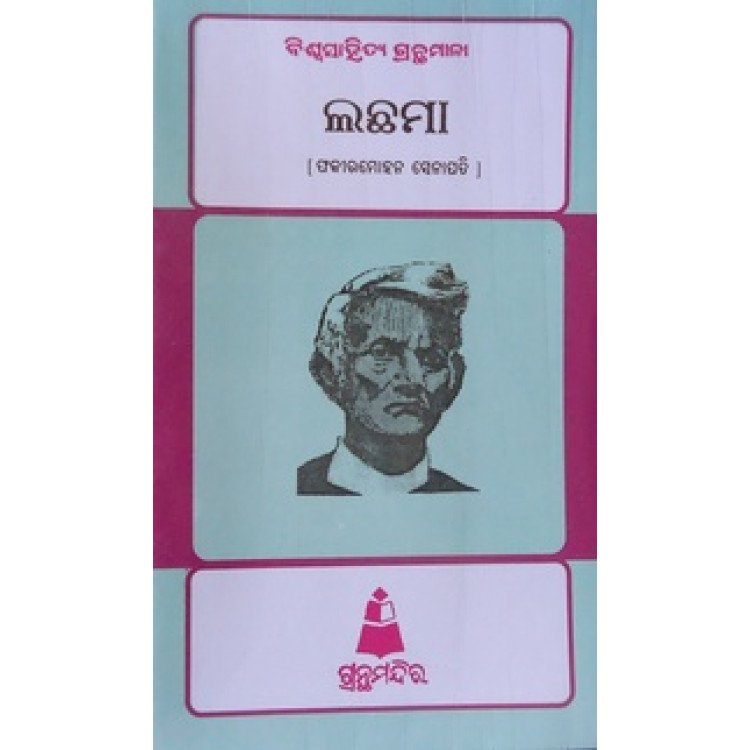 ବିଶ୍ୱସାହିତ୍ୟ ଗ୍ରନ୍ଥମାଳା
ଲଛମା
[ ଫକୀରମୋହନ ସେନାପତି ]
ଗ୍ରନ୍ଥମନ୍ଦିର